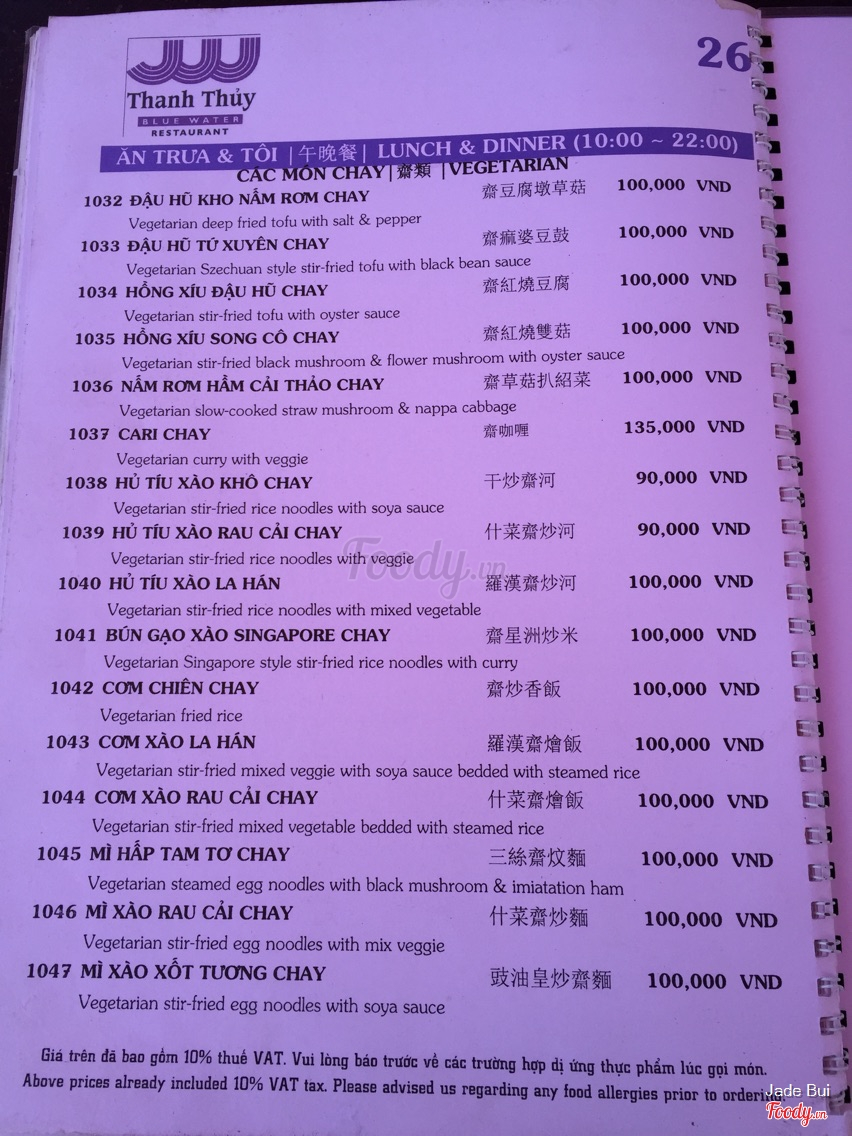 26
Thanh Thủy
BLUE WATER
RESTAURANT
ĂN TRƯA & TÔI |午晚餐| LUNCH & DINNER (10:00 ~ 22:00)
CÁC MÓN CHAY|齋類 |VEGETARIAN
1032 ĐẬU HŨ KHO NẤM RƠM CHAY 齋豆腐墩草菇 100,000 VND
Vegetarian deep fried tofu with salt & pepper
1033 ĐẬU HŨ TỨ XUYÊN CHAY 齋痲婆豆鼓 100,000 VND
Vegetarian Szechuan style stir-fried tofu with black bean sauce
1034 HỒNG XÍU ĐẬU HŨ CHAY 齋紅燒豆腐 100,000 VND
Vegetarian stir-fried tofu with oyster sauce
1035 HỒNG XÍU SONG CÔ CHAY 齋紅燒雙菇 100,000 VND
Vegetarian stir-fried black mushroom & flower mushroom with oyster sauce
1036 NẤM RƠM HẦM CẢI THẢO CHAY 齋草菇扒紹菜 100,000 VND
Vegetarian slow-cooked straw mushroom & nappa cabbage
1037 CARI CHAY 齋咖喱 135,000 VND
Vegetarian curry with veggie
1038 HỦ TÍU XÀO KHÔ CHAY 干炒齋河 90,000 VND
Vegetarian stir-fried rice noodles with soya sauce
1039 HỦ TÍU XÀO RAU CẢI CHAY 什菜齋炒河 90,000 VND
Vegetarian stir-fried rice noodles with veggie
Foody.vn
1040 HỦ TÍU XÀO LA HÁN 羅漢齋炒河 100,000 VND
Vegetarian stir-fried rice noodles with mixed vegetable
1041 BÚN GẠO XÀO SINGAPORE CHAY 齋星洲炒米 100,000 VND
Vegetarian Singapore style stir-fried rice noodles with curry
1042 CƠM CHIÊN CHAY 齋炒香飯 100,000 VND
Vegetarian fried rice
1043 CƠM XÀO LA HÁN 羅漢齋燴飯 100,000 VND
Vegetarian stir-fried mixed veggie with soya sauce bedded with steamed rice
1044 CƠM XÀO RAU CẢI CHAY 什菜齋燴飯 100,000 VND
Vegetarian stir-fried mixed vegetable bedded with steamed rice
1045 MÌ HẤP TAM TƠ CHAY 三絲齋炆麵 100,000 VND
Vegetarian steamed egg noodles with black mushroom & imiatation ham
1046 MÌ XÀO RAU CẢI CHAY 什菜齋炒麵 100,000 VND
Vegetarian stir-fried egg noodles with mix veggie
1047 MÌ XÀO XỐT TƯƠNG CHAY 豉油皇炒齋麵 100,000 VND
Vegetarian stir-fried egg noodles with soya sauce
Giá trên đã bao gồm 10% thuế VAT. Vui lòng báo trước về các trường hợp dị ứng thực phẩm lúc gọi món.
Above prices already included 10% VAT tax. Please advised us regarding any food allergies prior to ordering.
Jade Bui
Foody.vn